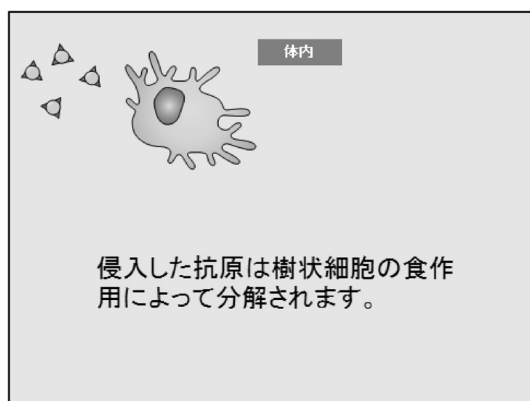 体内
侵入した抗原は樹状細胞の食作
用によって分解されます。